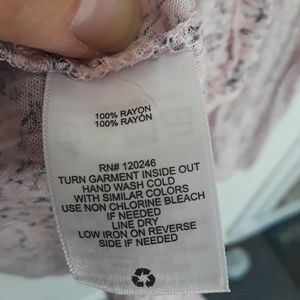 100% RAYON
100% RAYÓN
RN# 120246
TURN GARMENT INSIDE OUT
HAND WASH COLD
WITH SIMILAR COLORS
USE NON CHLORINE BLEACH
IF NEEDED
LINE DRY
LOW IRON ON REVERSE
SIDE IF NEEDED